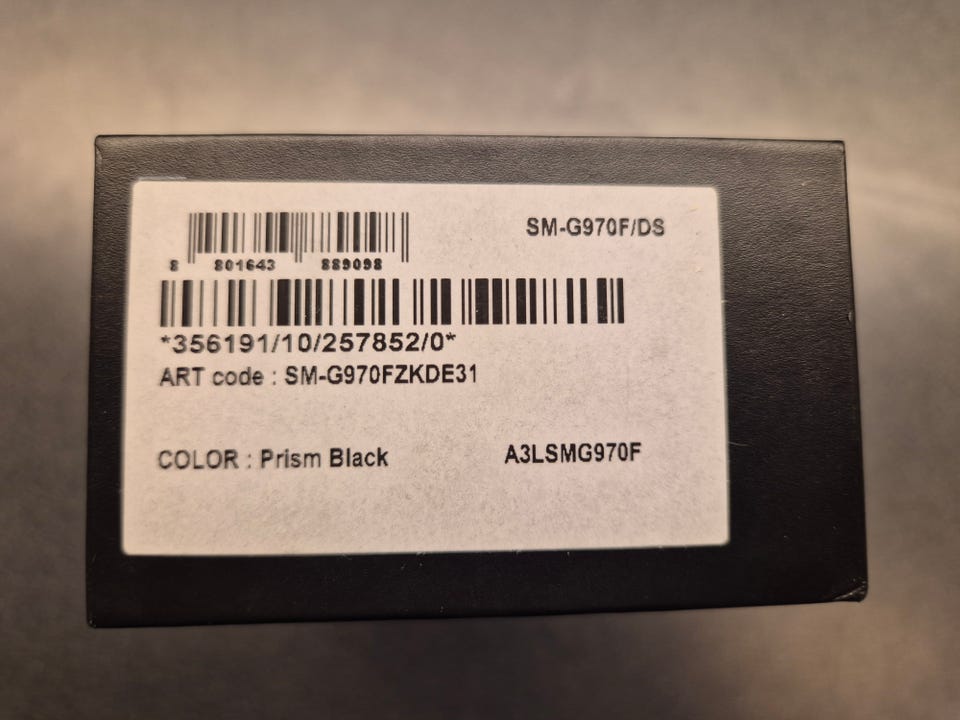 SM-G970F/DS
8 801643 889098
*356191/10/257852/0*
ART code : SM-G970FZKDE31
COLOR : Prism Black A3LSMG970F